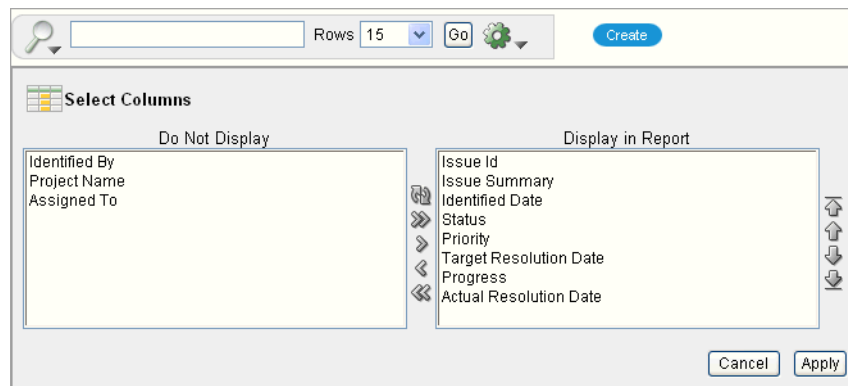 Rows 15 Go Create
Select Columns
Do Not Display
Identified By
Project Name
Assigned To
Display in Report
Issue Id
Issue Summary
Identified Date
Status
Priority
Target Resolution Date
Progress
Actual Resolution Date
Cancel Apply